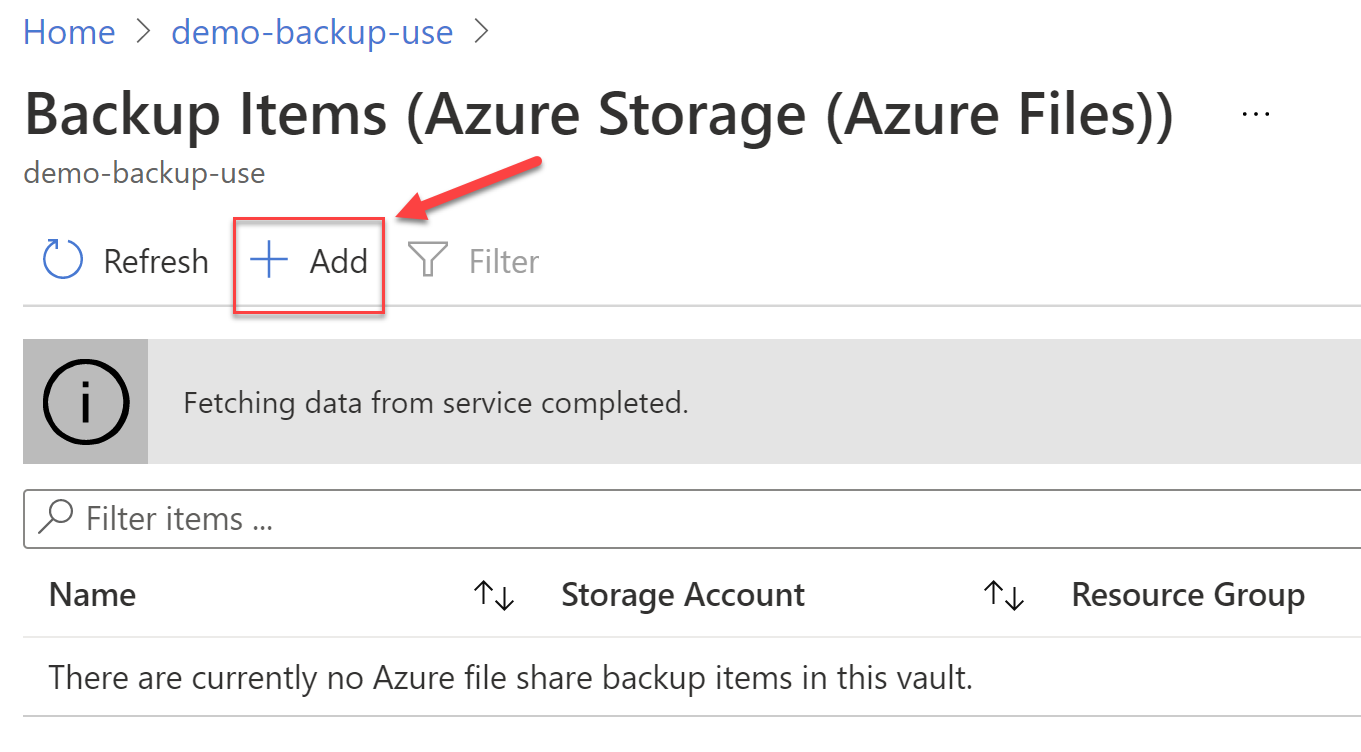 Home > demo-backup-use >
Backup Items (Azure Storage (Azure Files)) ...
demo-backup-use
Refresh + Add Filter
i Fetching data from service completed.
Filter items ...
Name ↑↓ Storage Account ↑↓ Resource Group
There are currently no Azure file share backup items in this vault.